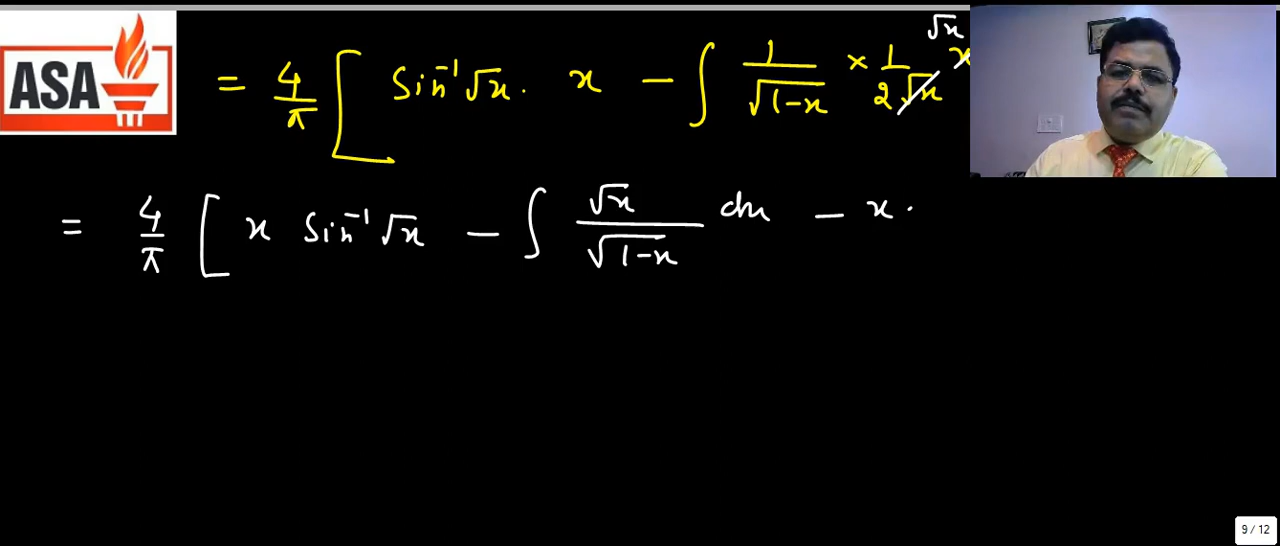 ASA
√x
= 4/π [ Sin⁻¹√x . x − ∫ 1/√(1−x) × 1/(2√x) x
= 4/π [ x Sin⁻¹√x − ∫ √x/√(1−x) dx − x .
9 / 12